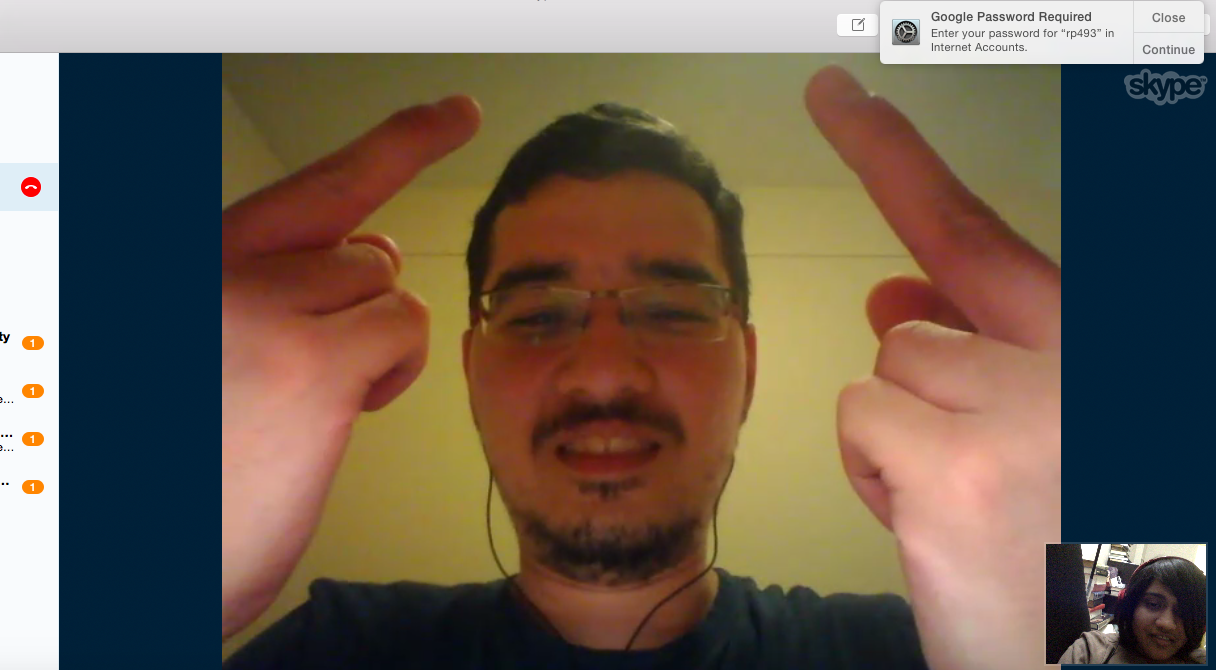 Google Password Required
Enter your password for “rp493” in
Internet Accounts.
Close
Continue
skype
ty
1
1
e...
...
1
e...
..
1